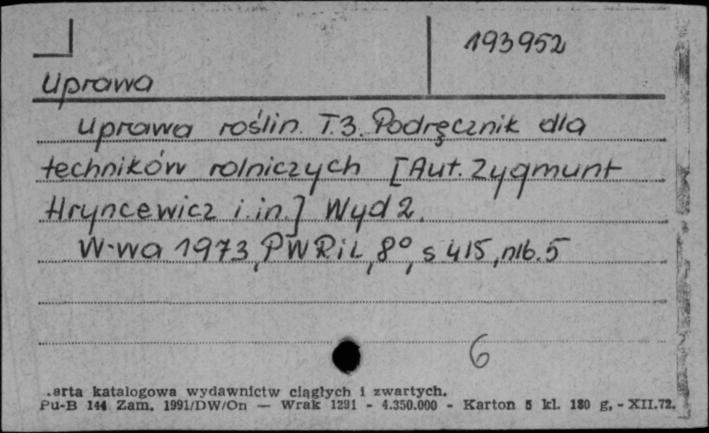 193952
Uprawa
Uprawa roślin. T.3. Podręcznik dla
techników rolniczych [Aut. Zygmunt
Hryncewicz i in.] Wyd 2.
W-wa 1973, PWRiL, 8°, s 415, nlb. 5
6
.arta katalogowa wydawnictw ciągłych i zwartych.
Pu-B 144 Zam. 1991/DW/On — Wrak 1291 - 4.350.000 - Karton 5 kl. 180 g. - XII.72.